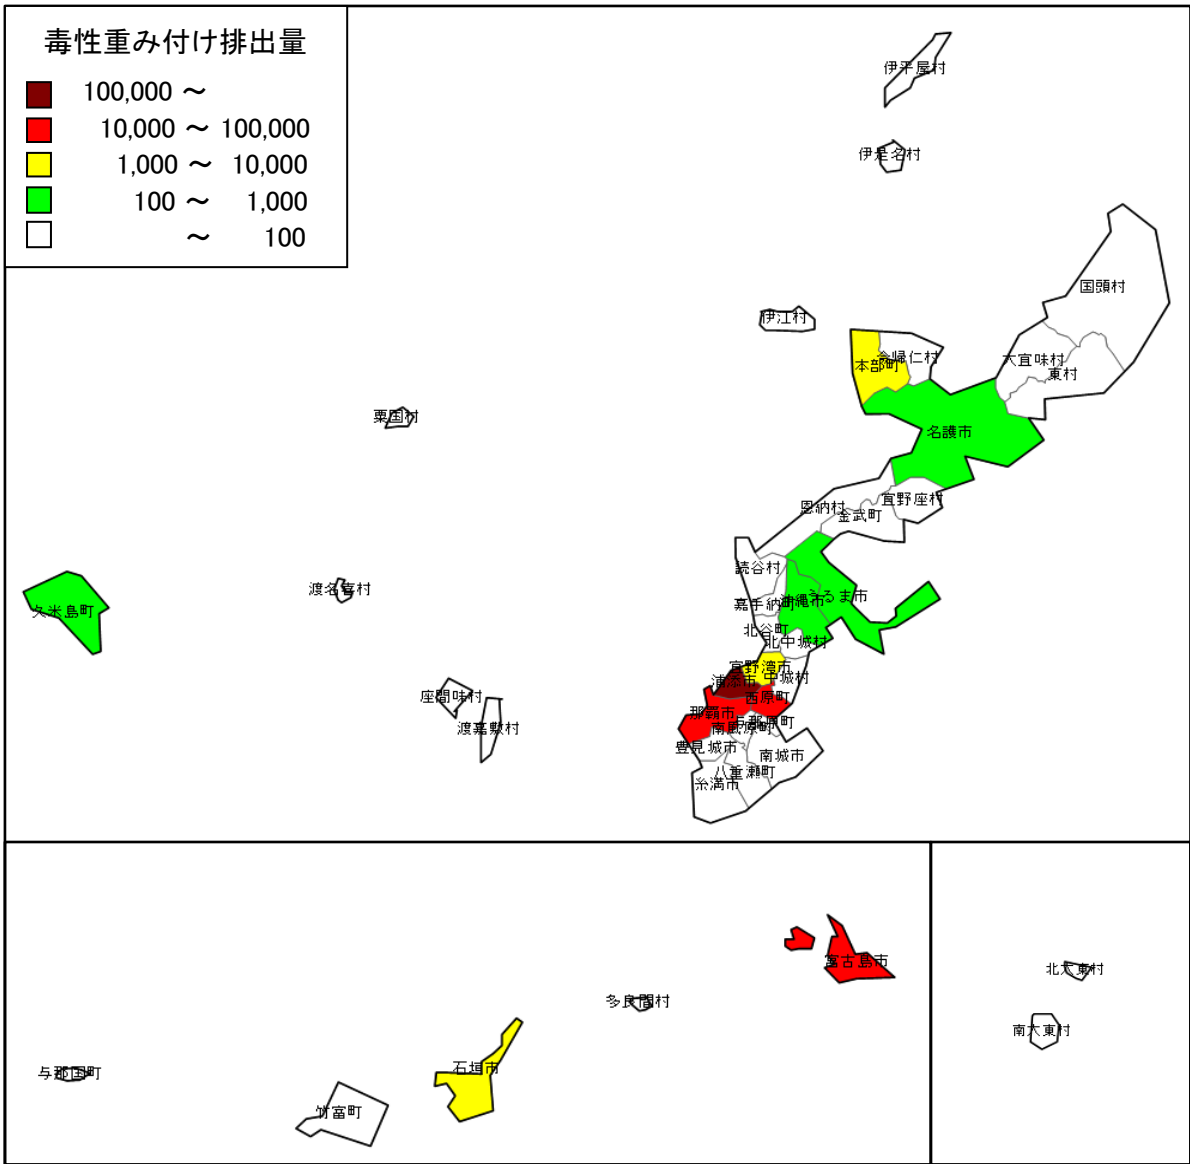 毒性重み付け排出量
100,000 ～
10,000 ～ 100,000
1,000 ～ 10,000
100 ～ 1,000
～ 100
伊平屋村
伊是名村
国頭村
伊江村
今帰仁村
本部町
大宜味村
東村
粟国村
名護市
宜野座村
恩納村
金武町
読谷村
渡名喜村
うるま市
沖縄市
嘉手納町
久米島町
北谷町
北中城村
宜野湾市
中城村
浦添市
座間味村
西原町
那覇市
与那原町
南風原町
渡嘉敷村
豊見城市
南城市
八重瀬町
糸満市
宮古島市
北大東村
多良間村
南大東村
石垣市
与那国町
竹富町